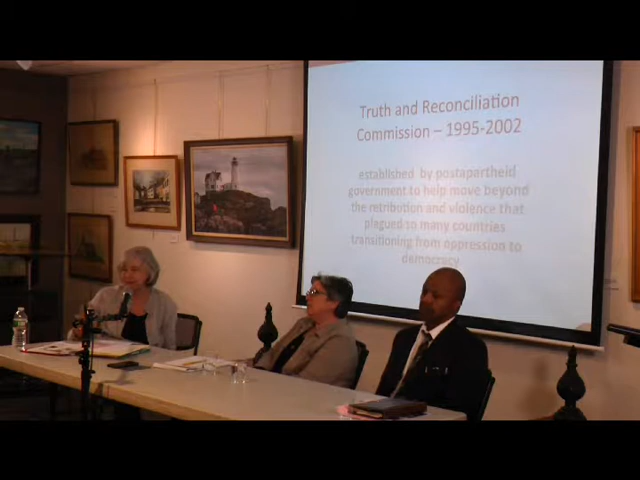 Truth and Reconciliation
Commission – 1995-2002
established by postapartheid
government to help move beyond
the retribution and violence that
plagued so many countries
transitioning from oppression to
democracy